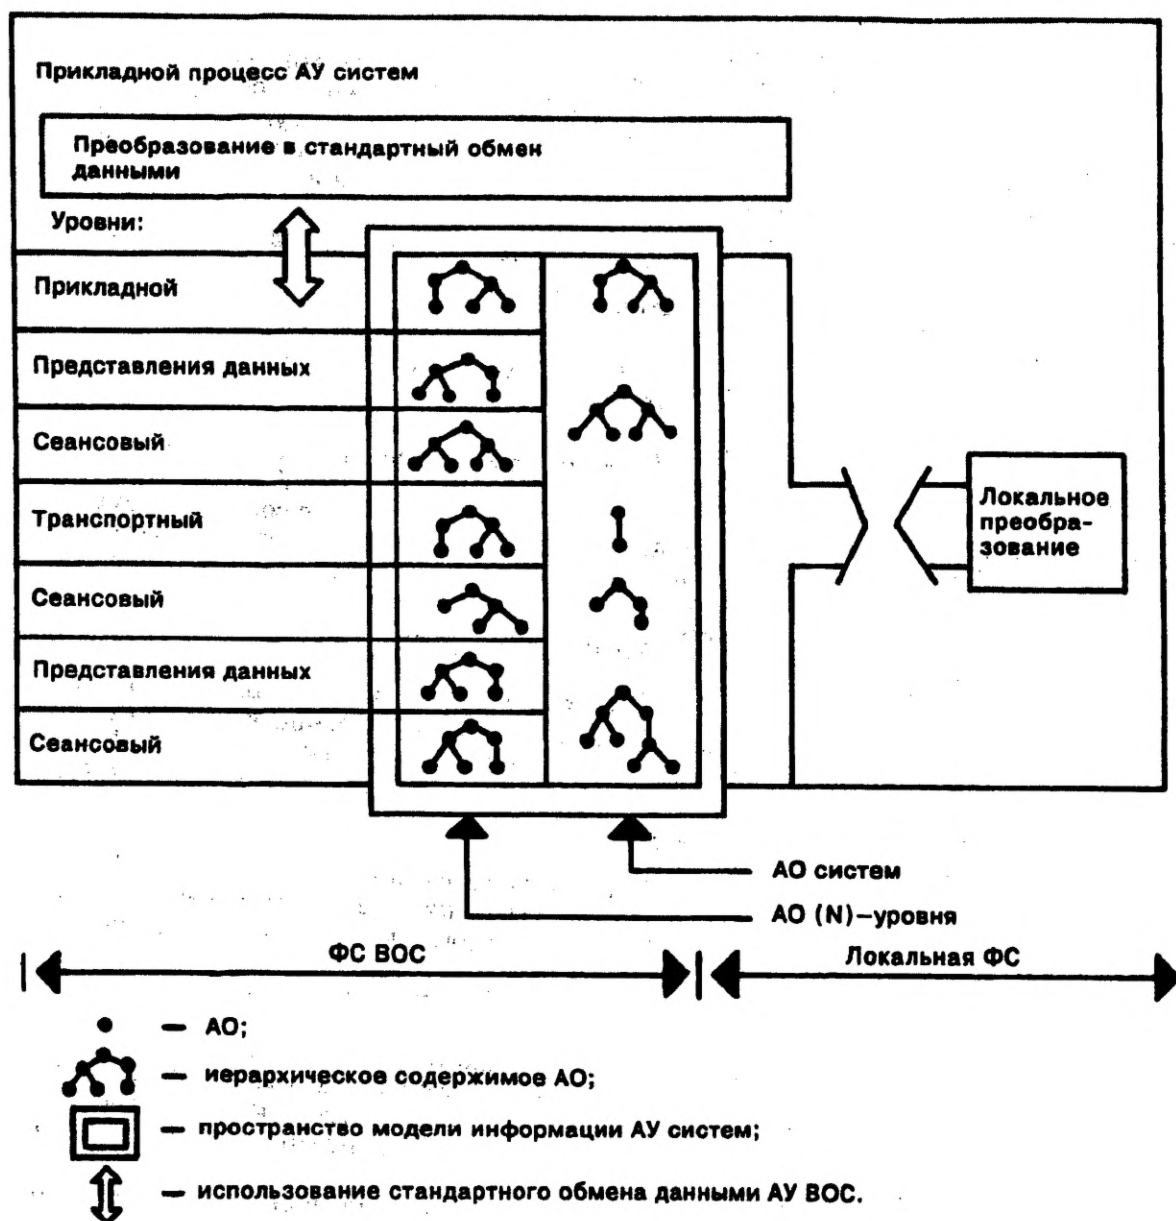 Прикладной процесс АУ систем
Преобразование в стандартный обмен
данными
Уровни:
Прикладной
Представления данных
Сеансовый
Транспортный
Сеансовый
Представления данных
Сеансовый
Локальное
преобра-
зование
АО систем
АО (N)—уровня
ФС ВОС
Локальная ФС
— АО;
— иерархическое содержимое АО;
— пространство модели информации АУ систем;
— использование стандартного обмена данными АУ ВОС.